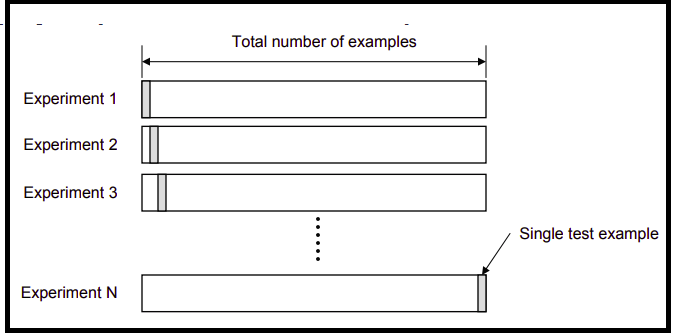 Total number of examples
Experiment 1
Experiment 2
Experiment 3
Single test example
Experiment N